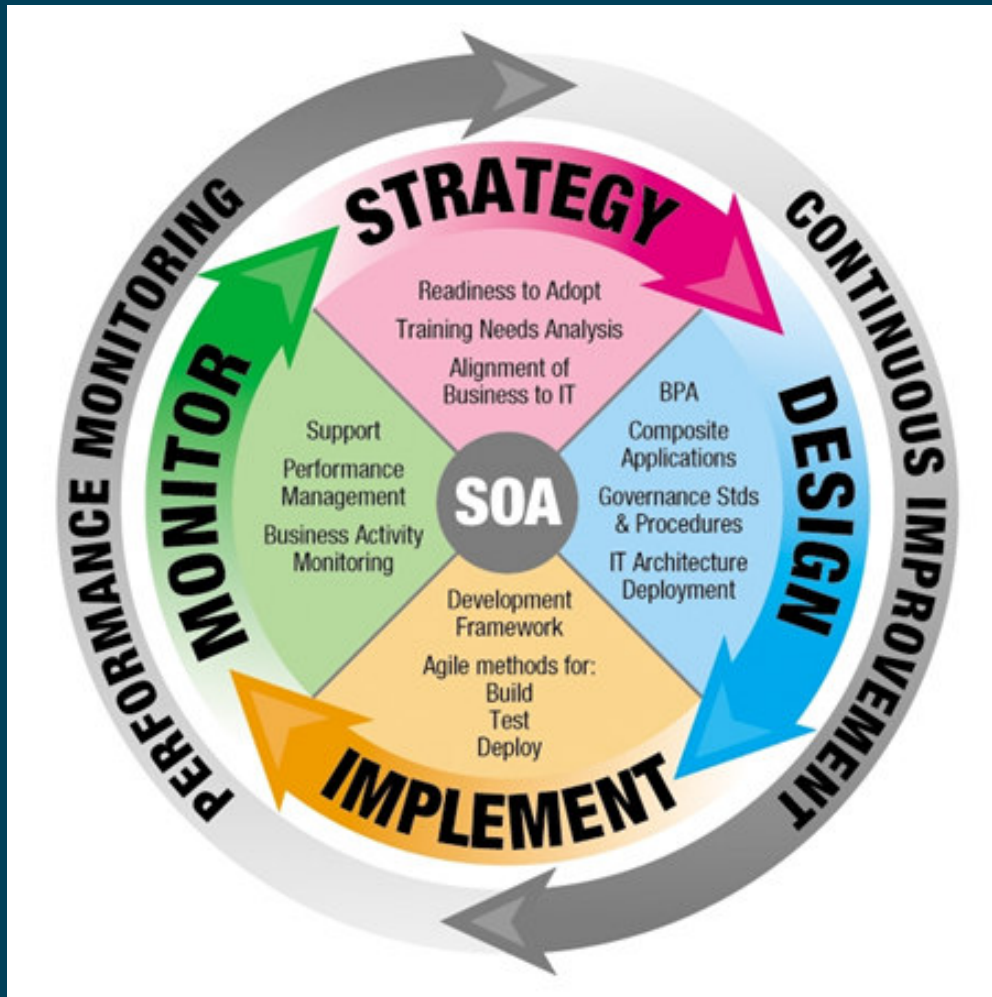 PERFORMANCE MONITORING
CONTINUOUS IMPROVEMENT
STRATEGY
Readiness to Adopt
Training Needs Analysis
Alignment of
Business to IT
DESIGN
BPA
Composite
Applications
Governance Stds
& Procedures
IT Architecture
Deployment
IMPLEMENT
Development
Framework
Agile methods for:
Build
Test
Deploy
MONITOR
Support
Performance
Management
Business Activity
Monitoring
SOA